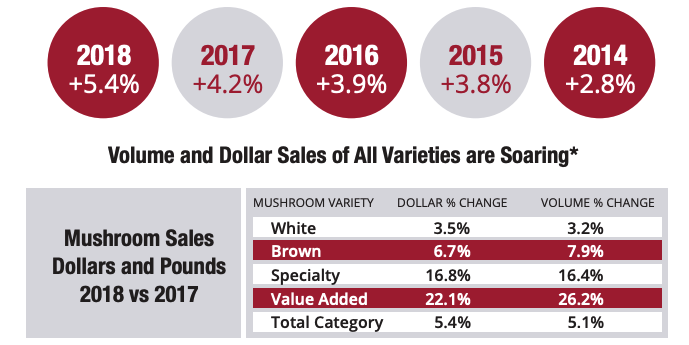 2018
+5.4%
2017
+4.2%
2016
+3.9%
2015
+3.8%
2014
+2.8%
Volume and Dollar Sales of All Varieties are Soaring*
Mushroom Sales
Dollars and Pounds
2018 vs 2017
MUSHROOM VARIETY DOLLAR % CHANGE VOLUME % CHANGE
White 3.5% 3.2%
Brown 6.7% 7.9%
Specialty 16.8% 16.4%
Value Added 22.1% 26.2%
Total Category 5.4% 5.1%